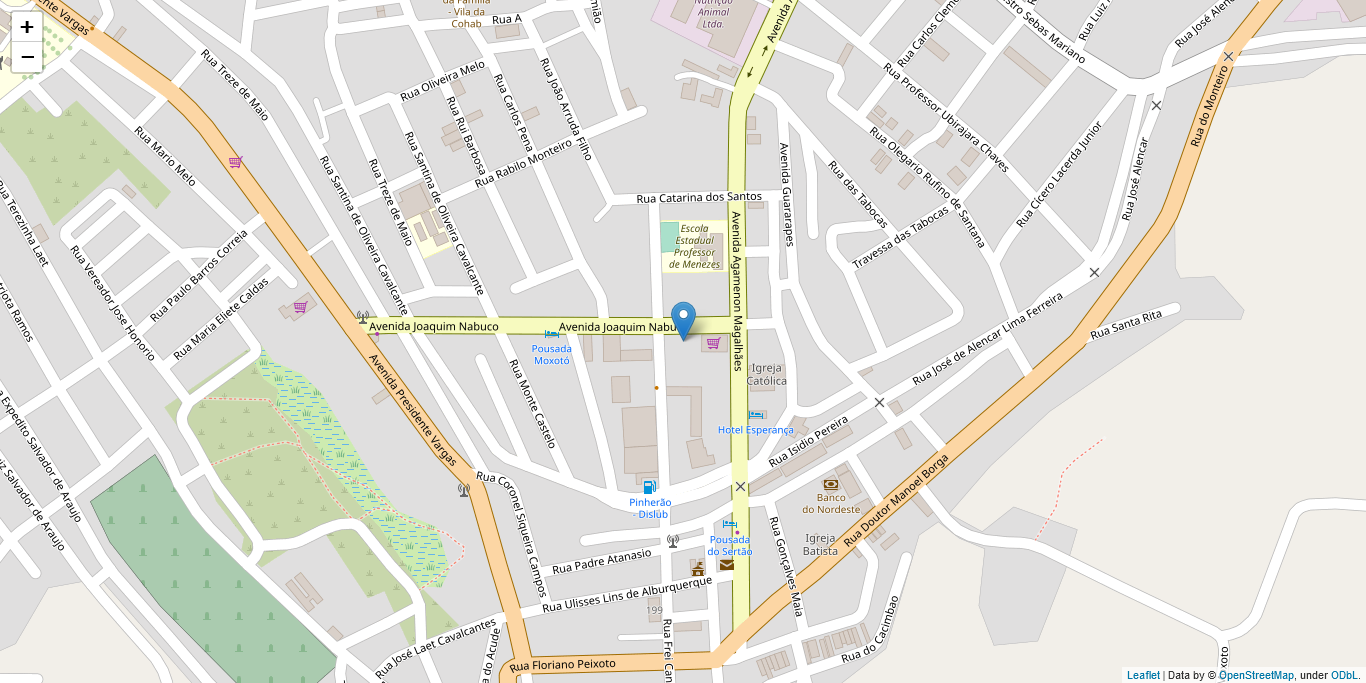 +
−
Avenida A
Nutrição
Animal
Ltda.
da Família
- Vila da
Cohab
Rua A
ente Vargas
Rua Treze de Maio
Rua Oliveira Melo
Rua Rui Barbosa
Rua Carlos Pena
Rua João Arruda Filho
Rua Carlos Cleme
stro Sebas Mariano
Rua Luiz
Rua José Alenc
Rua do Monteiro
Rua Professor Ubirajara Chaves
Rua Olegario Rufino de Santana
Rua Cícero Lacerda Junior
Rua José Alencar
Rua Mario Melo
Rua Santina de Oliveira Cavalcante
Rua Treze de Maio
Rua Santina de Oliveira Cavalcante
Rua Rabilo Monteiro
Rua Catarina dos Santos
Avenida Guararapes
Rua das Tabocas
Travessa das Tabocas
Rua Terezinha Laet
Rua Vereador Jose Honorio
Rua Paulo Barros Correia
Rua Maria Eliete Caldas
Escola
Estadual
Professor
de Menezes
Avenida Agamenon Magalhães
triota Ramos
Avenida Joaquim Nabuco
Avenida Joaquim Nabu
Pousada
Moxotó
Rua José de Alencar Lima Ferreira
Rua Santa Rita
Igreja
Católica
Avenida Presidente Vargas
Rua Monte Castelo
Hotel Esperança
Rua Isidio Pereira
a Expedito Salvador de Araujo
uiz Salvador de Araujo
Rua Coronel Siqueira Campos
Pinherão
- Dislub
Banco
do Nordeste
Rua Doutor Manoel Borga
Pousada
do Sertão
Igreja
Batista
Rua Gonçalves Maia
Rua Padre Atanasio
Rua Ulisses Lins de Alburquerque
199
Rua José Laet Cavalcantes
a do Acude
Rua Frei Can
Rua do Cacimbao
Rua Floriano Peixoto
ixoto
Leaflet | Data by © OpenStreetMap, under ODbL.